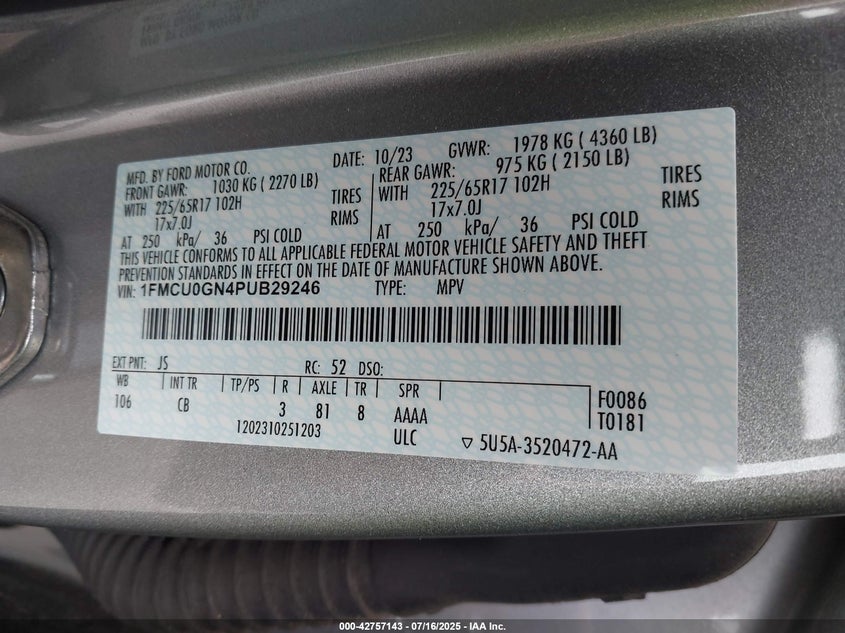 MFD. BY FORD MOTOR CO. DATE: 10/23 GVWR: 1978 KG ( 4360 LB)
FRONT GAWR: 1030 KG ( 2270 LB) REAR GAWR: 975 KG ( 2150 LB)
WITH 225/65R17 102H TIRES WITH 225/65R17 102H TIRES
17x7.0J RIMS 17x7.0J RIMS
AT 250 kPa/ 36 PSI COLD AT 250 kPa/ 36 PSI COLD
THIS VEHICLE CONFORMS TO ALL APPLICABLE FEDERAL MOTOR VEHICLE SAFETY AND THEFT
PREVENTION STANDARDS IN EFFECT ON THE DATE OF MANUFACTURE SHOWN ABOVE.
VIN: 1FMCU0GN4PUB29246 TYPE: MPV
EXT PNT: JS RC: 52 DSO:
WB INT TR TP/PS R AXLE TR SPR
106 CB 3 81 8 AAAA F0086
1202310251203 ULC T0181
▽ 5U5A-3520472-AA
000-42757143 | 07/16/2025 - IAA Inc.